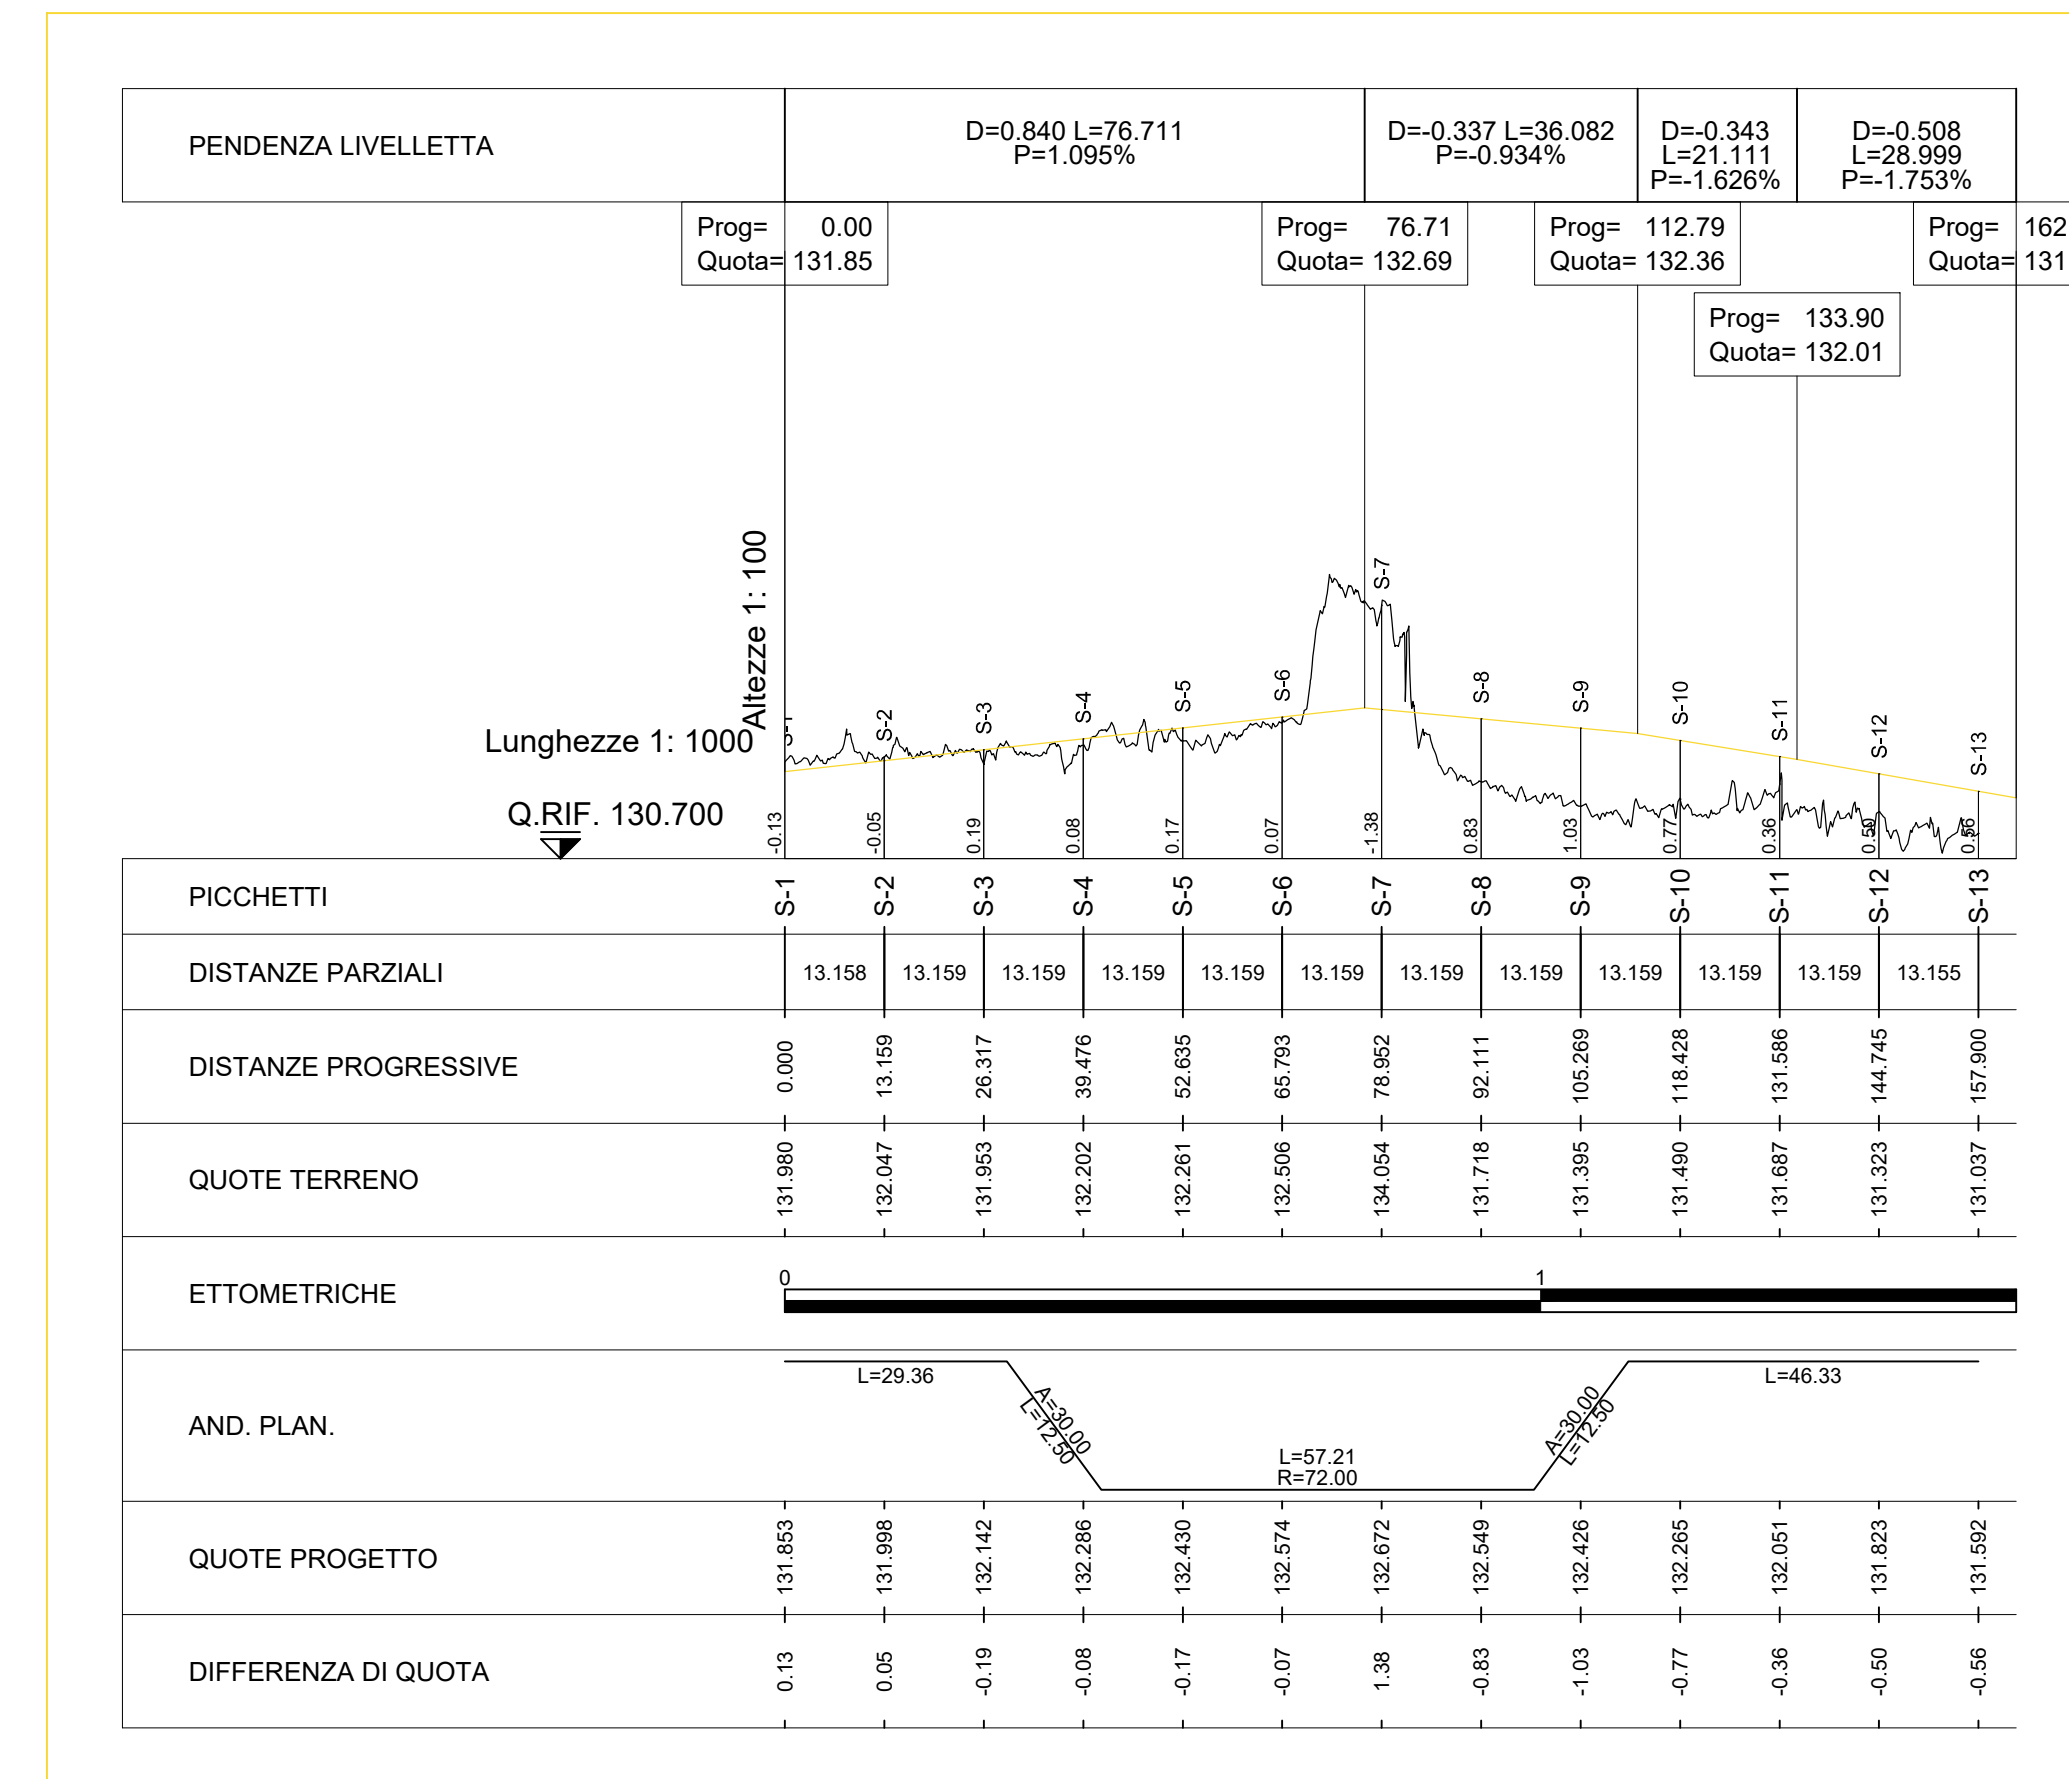 PENDENZA LIVELLETTA
D=0.840 L=76.711
P=1.095%
D=-0.337 L=36.082
P=-0.934%
D=-0.343
L=21.111
P=-1.626%
D=-0.508
L=28.999
P=-1.753%
Prog= 0.00
Quota= 131.85
Prog= 76.71
Quota= 132.69
Prog= 112.79
Quota= 132.36
Prog= 162
Quota= 131
Prog= 133.90
Quota= 132.01
Altezze 1: 100
Lunghezze 1: 1000
Q.RIF. 130.700
S-1 S-2 S-3 S-4 S-5 S-6 S-7 S-8 S-9 S-10 S-11 S-12 S-13
-0.13 -0.05 0.19 0.08 0.17 0.07 -1.38 0.83 1.03 0.77 0.36 0.50 0.56
PICCHETTI S-1 S-2 S-3 S-4 S-5 S-6 S-7 S-8 S-9 S-10 S-11 S-12 S-13
DISTANZE PARZIALI 13.158 13.159 13.159 13.159 13.159 13.159 13.159 13.159 13.159 13.159 13.159 13.155
DISTANZE PROGRESSIVE 0.000 13.159 26.317 39.476 52.635 65.793 78.952 92.111 105.269 118.428 131.586 144.745 157.900
QUOTE TERRENO 131.980 132.047 131.953 132.202 132.261 132.506 134.054 131.718 131.395 131.490 131.687 131.323 131.037
ETTOMETRICHE 0 1
AND. PLAN.
L=29.36
A=30.00
L=12.50
L=57.21
R=72.00
A=30.00
L=12.50
L=46.33
QUOTE PROGETTO 131.853 131.998 132.142 132.286 132.430 132.574 132.672 132.549 132.426 132.265 132.051 131.823 131.592
DIFFERENZA DI QUOTA 0.13 0.05 -0.19 -0.08 -0.17 -0.07 1.38 -0.83 -1.03 -0.77 -0.36 -0.50 -0.56